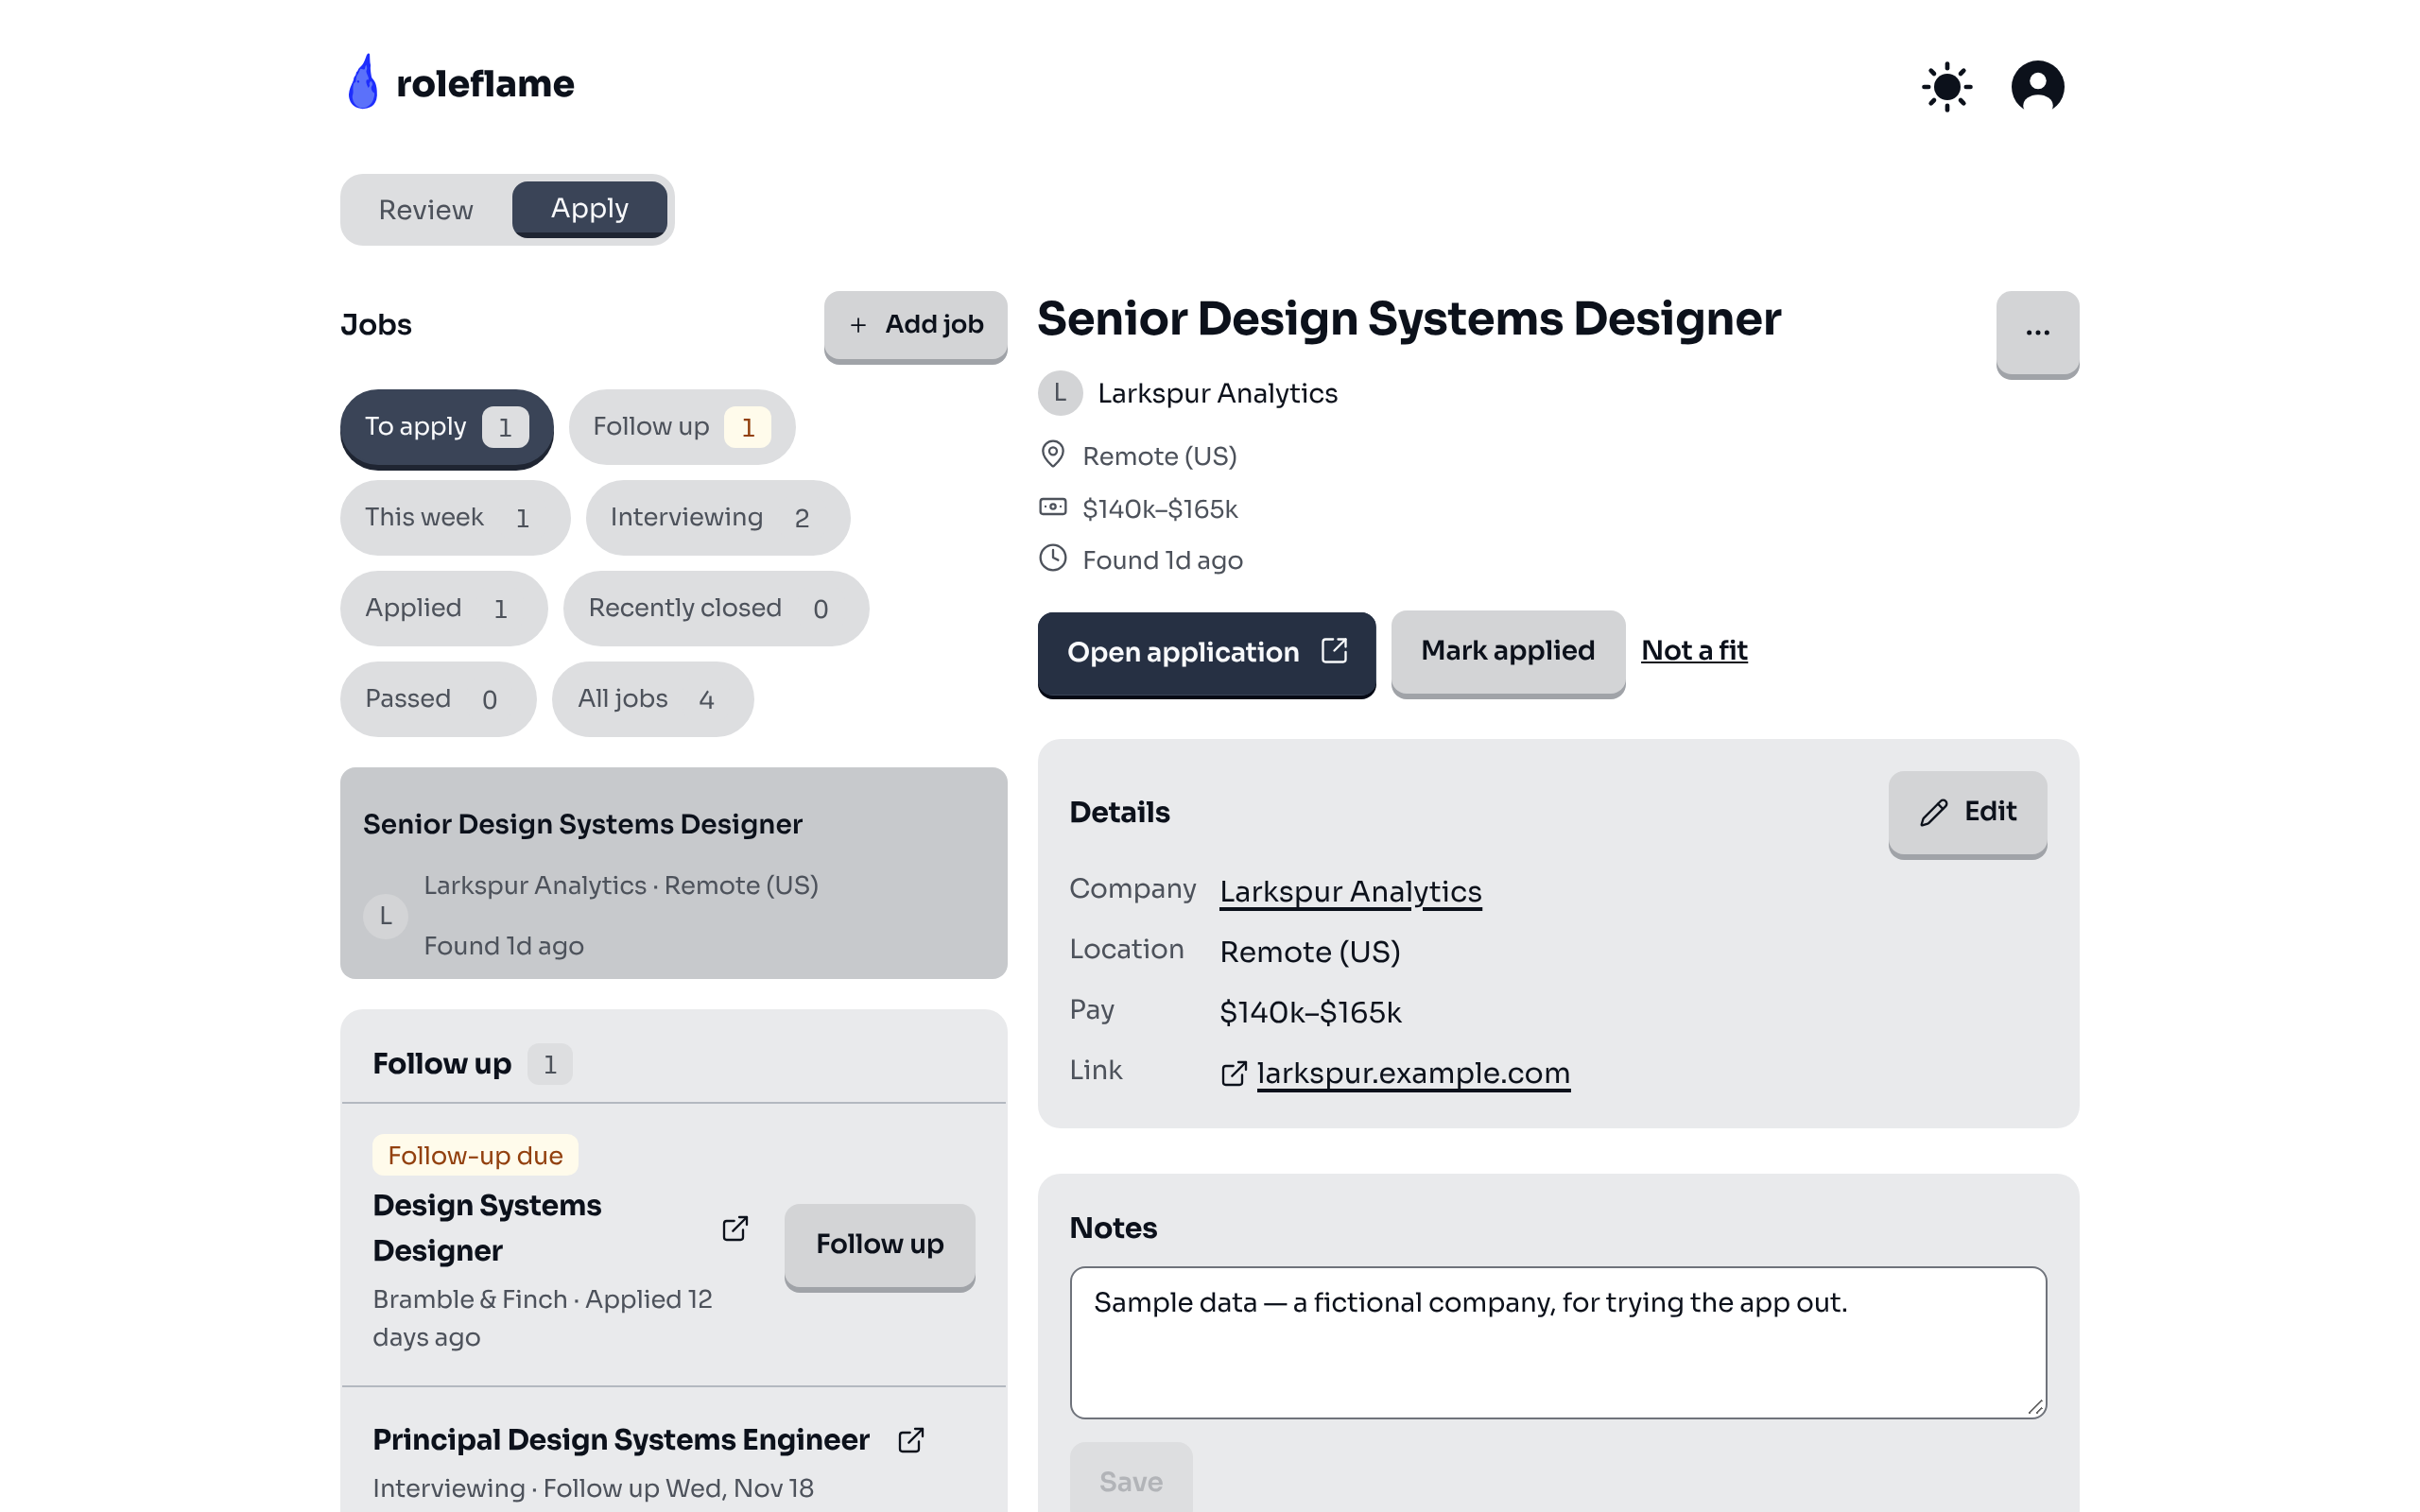 roleflame
Review
Apply
Jobs
+ Add job
To apply 1
Follow up 1
This week 1
Interviewing 2
Applied 1
Recently closed 0
Passed 0
All jobs 4
Senior Design Systems Designer
L
Larkspur Analytics · Remote (US)
Found 1d ago
Follow up 1
Follow-up due
Design Systems
Designer
Follow up
Bramble & Finch · Applied 12
days ago
Principal Design Systems Engineer
Interviewing · Follow up Wed, Nov 18
Senior Design Systems Designer
...
L Larkspur Analytics
Remote (US)
$140k–$165k
Found 1d ago
Open application
Mark applied
Not a fit
Details
Edit
Company Larkspur Analytics
Location Remote (US)
Pay $140k–$165k
Link larkspur.example.com
Notes
Sample data — a fictional company, for trying the app out.
Save